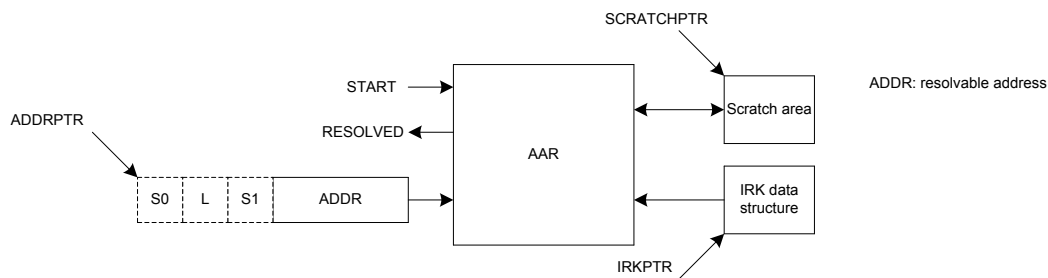 SCRATCHPTR
START
Scratch area
ADDR: resolvable address
ADDRPTR
RESOLVED
AAR
S0 L S1 ADDR
IRK data
structure
IRKPTR